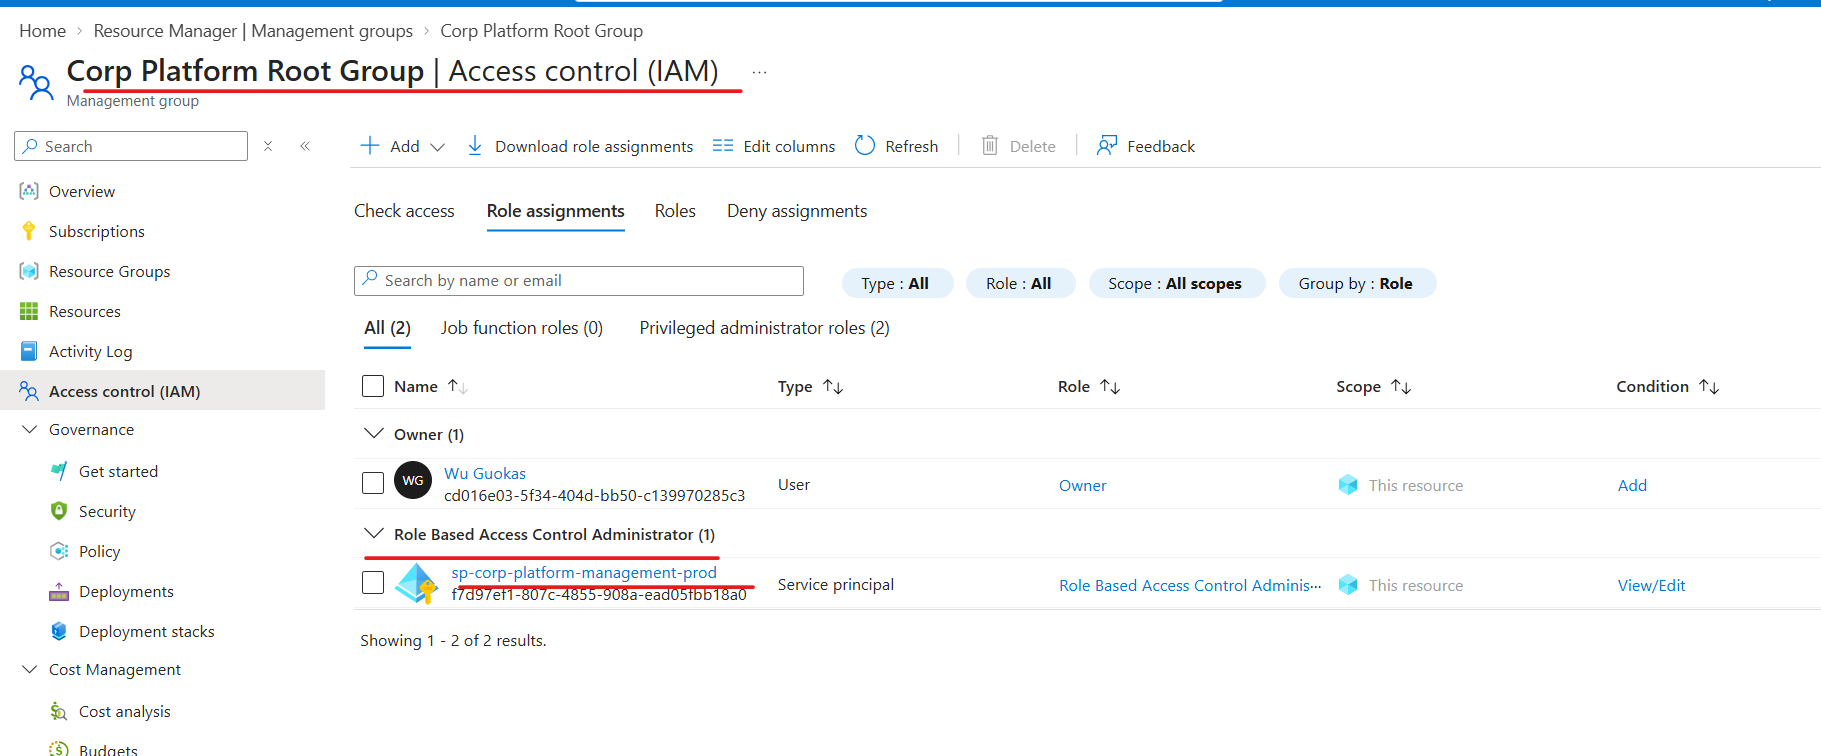 Home > Resource Manager | Management groups > Corp Platform Root Group
Corp Platform Root Group | Access control (IAM) ...
Management group
Search
Add
Download role assignments
Edit columns
Refresh
Delete
Feedback
Overview
Subscriptions
Resource Groups
Resources
Activity Log
Access control (IAM)
Governance
Get started
Security
Policy
Deployments
Deployment stacks
Cost Management
Cost analysis
Budgets
Check access Role assignments Roles Deny assignments
Search by name or email
Type : All
Role : All
Scope : All scopes
Group by : Role
All (2) Job function roles (0) Privileged administrator roles (2)
Name Type Role Scope Condition
Owner (1)
WG
Wu Guokas
cd016e03-5f34-404d-bb50-c139970285c3
User Owner This resource Add
Role Based Access Control Administrator (1)
sp-corp-platform-management-prod
f7d97ef1-807c-4855-908a-ead05fbb18a0
Service principal Role Based Access Control Adminis... This resource View/Edit
Showing 1 - 2 of 2 results.